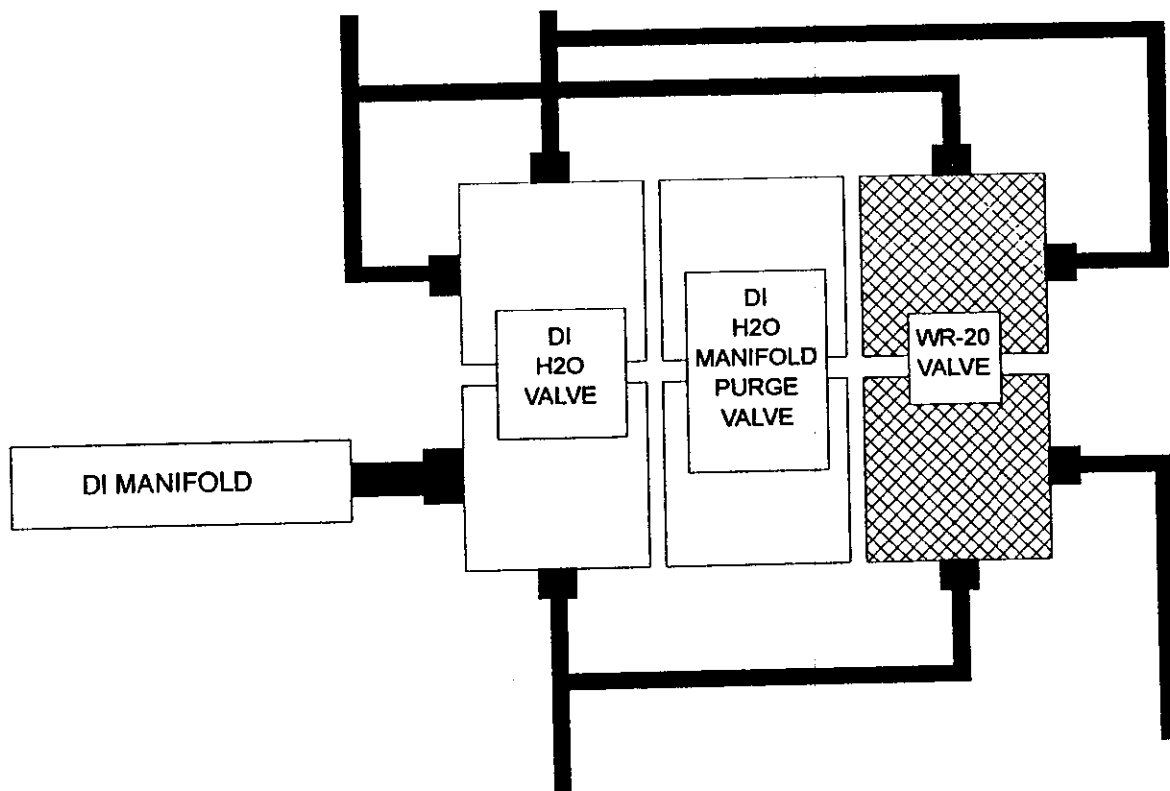 DI
H2O
VALVE
DI
H2O
MANIFOLD
PURGE
VALVE
WR-20
VALVE
DI MANIFOLD